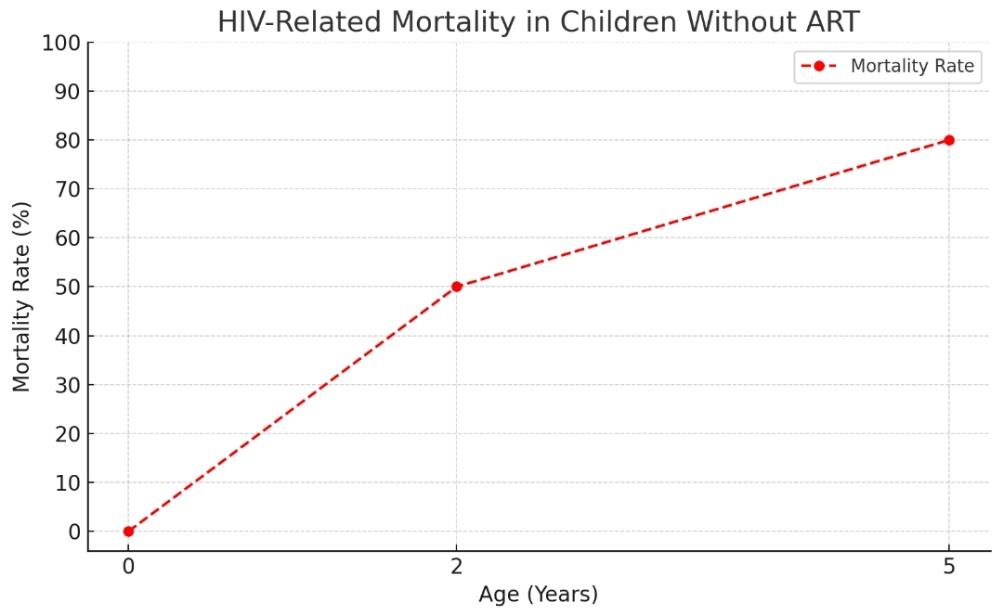 HIV-Related Mortality in Children Without ART
Mortality Rate
100
90
80
70
60
50
40
30
20
10
0
Mortality Rate (%)
0 2 5
Age (Years)